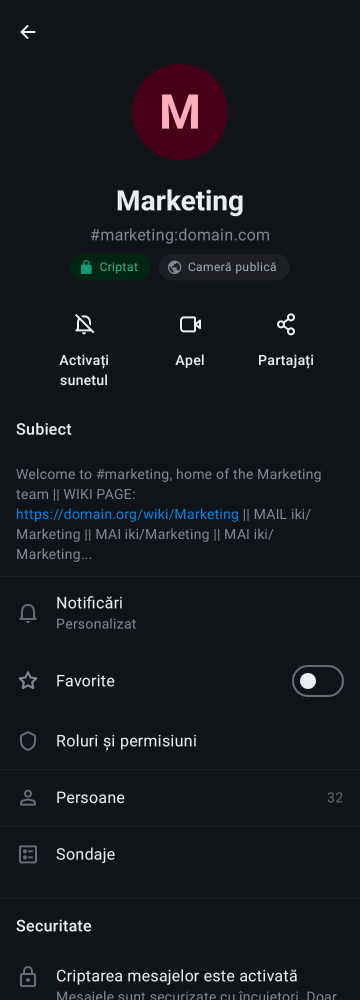 M
Marketing
#marketing:domain.com
Criptat
Cameră publică
Activați
sunetul
Apel
Partajați
Subiect
Welcome to #marketing, home of the Marketing
team || WIKI PAGE:
https://domain.org/wiki/Marketing || MAIL iki/
Marketing || MAI iki/Marketing || MAI iki/
Marketing...
Notificări
Personalizat
Favorite
Roluri și permisiuni
Persoane 32
Sondaje
Securitate
Criptarea mesajelor este activată
Mesajele sunt securizate cu încuietori. Doar